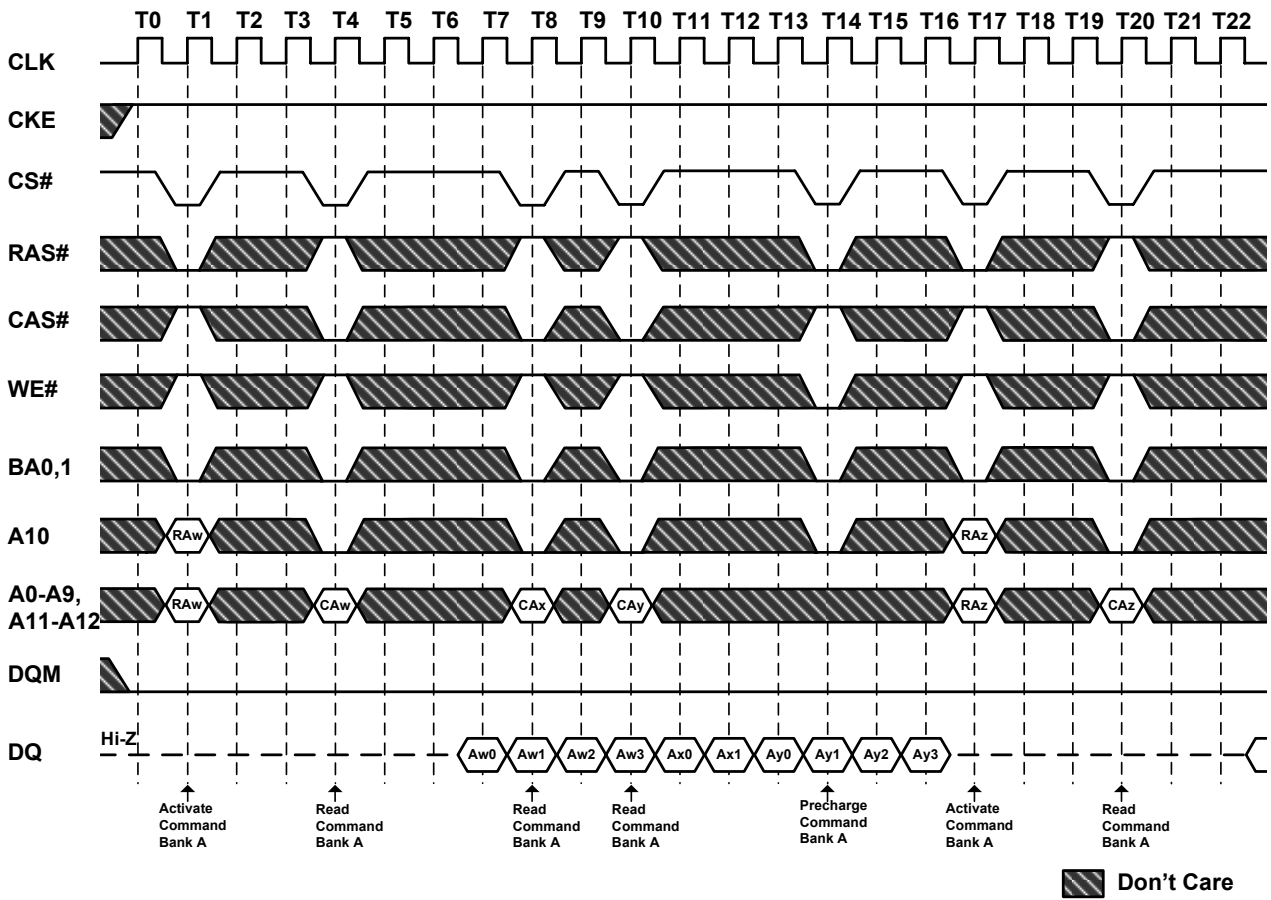 T0 T1 T2 T3 T4 T5 T6 T7 T8 T9 T10 T11 T12 T13 T14 T15 T16 T17 T18 T19 T20 T21 T22
CLK
CKE
CS#
RAS#
CAS#
WE#
BA0,1
A10
RAw RAz
A0-A9,
A11-A12
RAw CAw CAx CAy RAz CAz
DQM
DQ
Hi-Z
Aw0 Aw1 Aw2 Aw3 Ax0 Ax1 Ay0 Ay1 Ay2 Ay3
Activate
Command
Bank A
Read
Command
Bank A
Read
Command
Bank A
Read
Command
Bank A
Precharge
Command
Bank A
Activate
Command
Bank A
Read
Command
Bank A
Don't Care